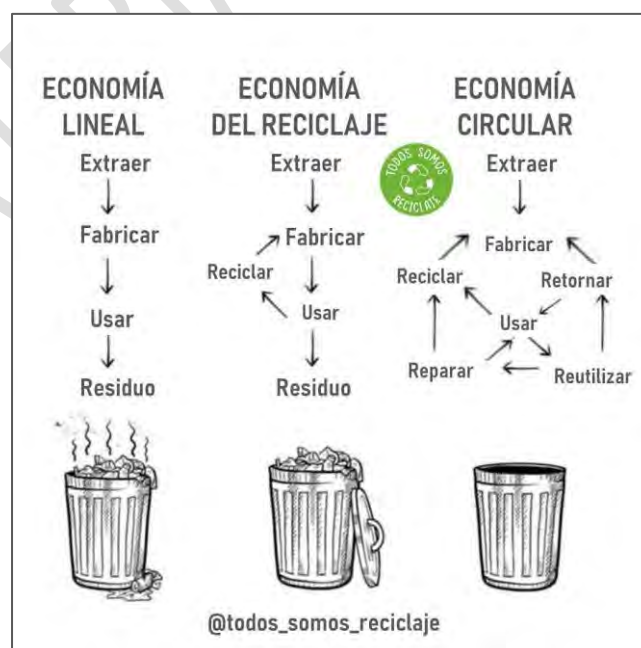 ECONOMÍA
LINEAL
Extraer
Fabricar
Usar
Residuo
ECONOMÍA
DEL RECICLAJE
Extraer
Fabricar
Reciclar
Usar
Residuo
TODOS SOMOS
RECICLATE
ECONOMÍA
CIRCULAR
Extraer
Fabricar
Reciclar
Retornar
Usar
Reparar
Reutilizar
@todos_somos_reciclaje